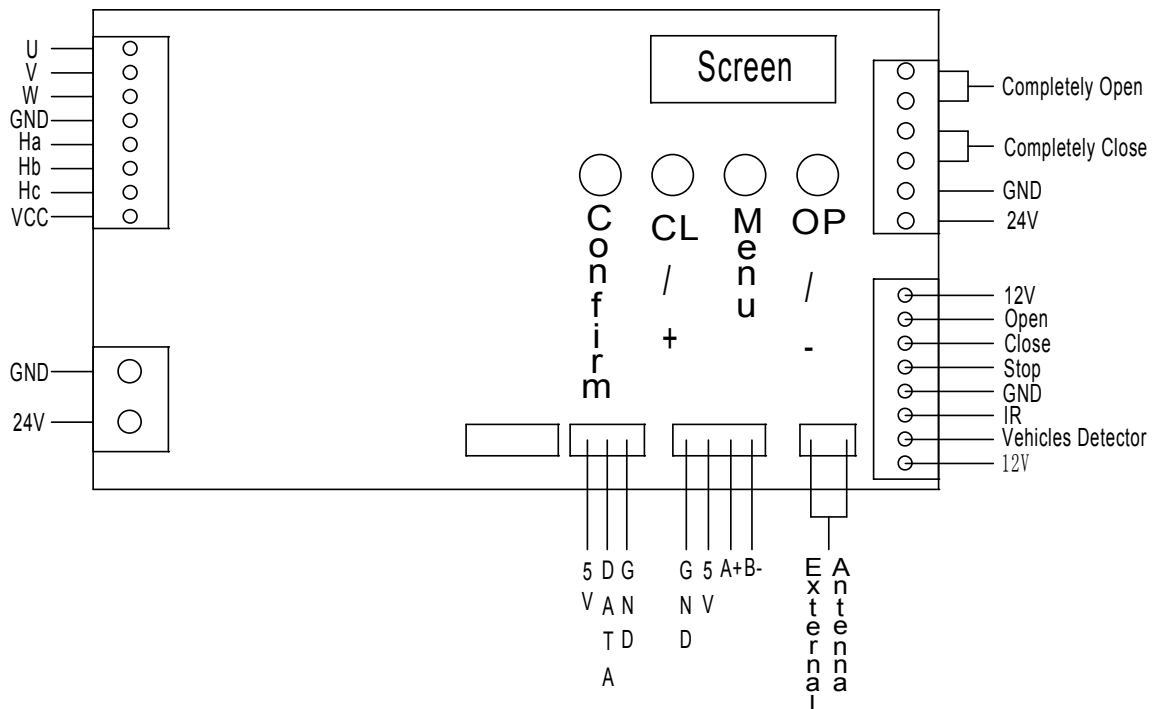 U
V
W
GND
Ha
Hb
Hc
VCC
GND
24V
Screen
Confirm
CL
/
+
Menu
OP
/
-
Completely Open
Completely Close
GND
24V
12V
Open
Close
Stop
GND
IR
Vehicles Detector
12V
5V
DATA
GND
GND
5V
A+
B-
External
Antenna